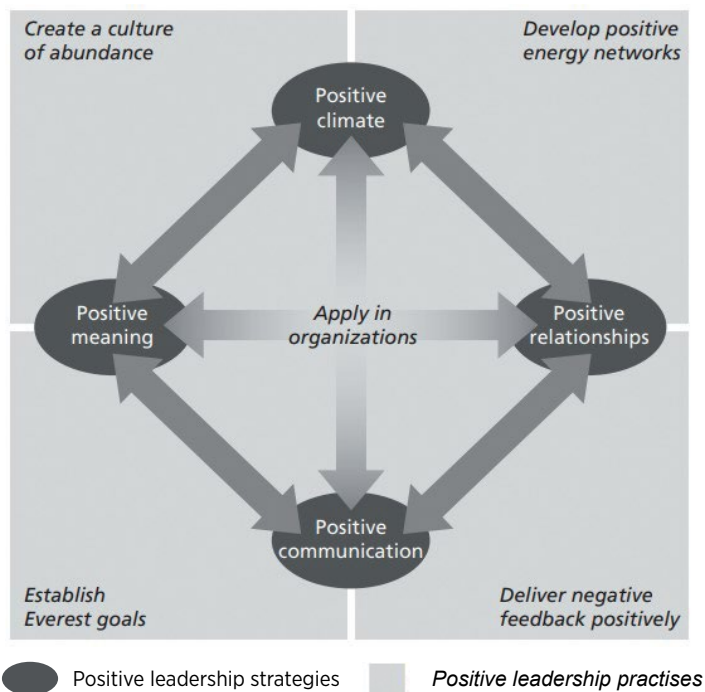 Create a culture
of abundance
Develop positive
energy networks
Positive
climate
Positive
meaning
Apply in
organizations
Positive
relationships
Positive
communication
Establish
Everest goals
Deliver negative
feedback positively
Positive leadership strategies
Positive leadership practises